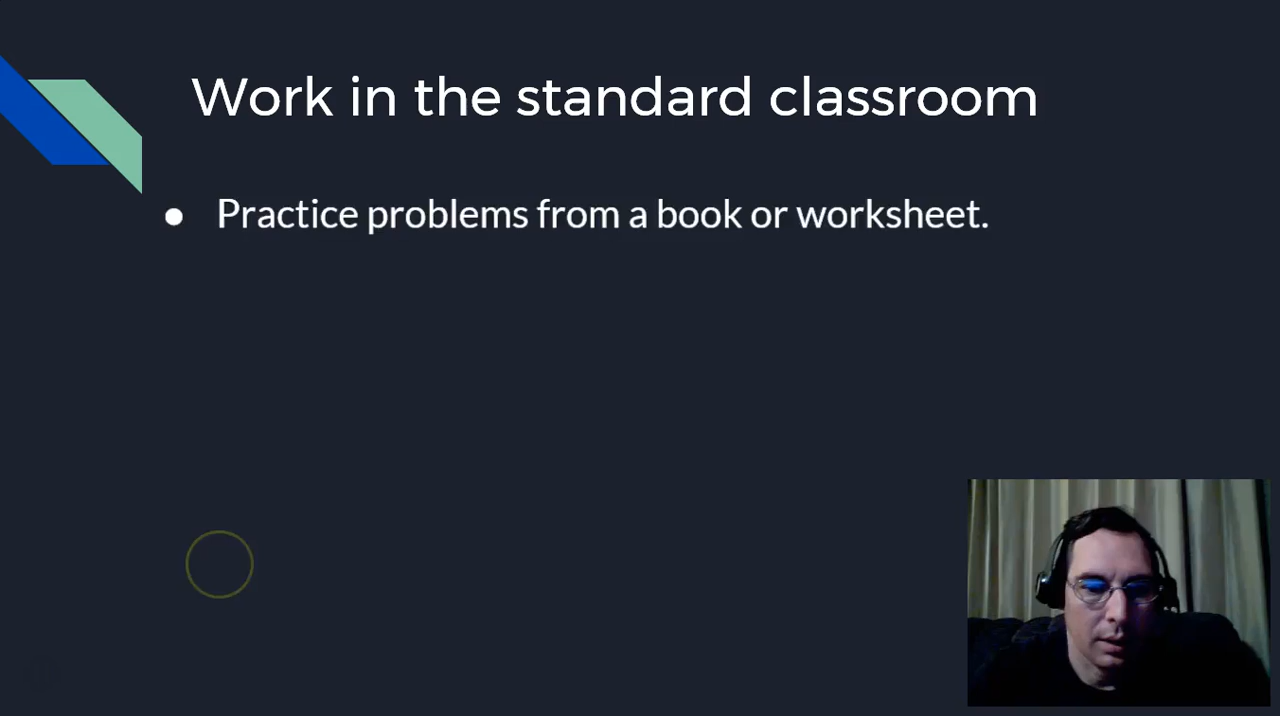 Work in the standard classroom
● Practice problems from a book or worksheet.